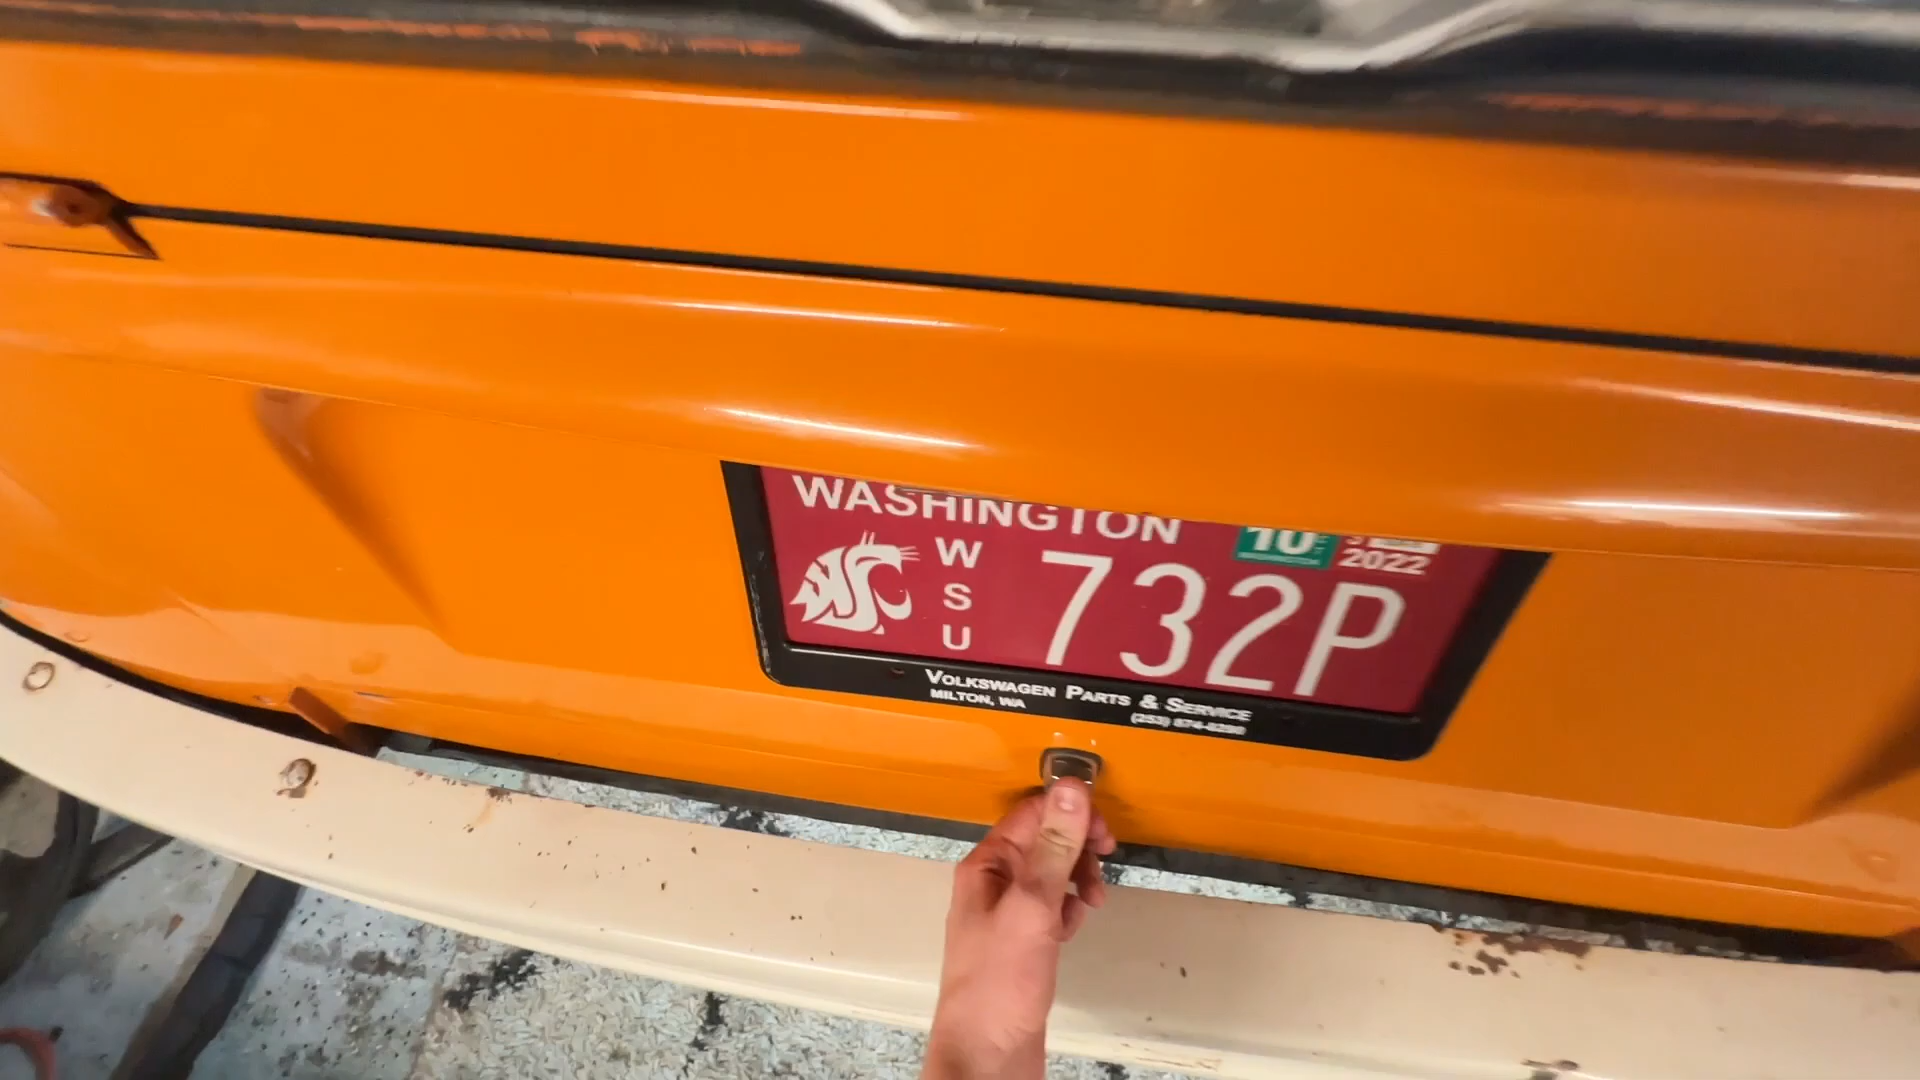 WASHINGTON
10
2022
W
S
U
732P
VOLKSWAGEN PARTS & SERVICE
MILTON, WA